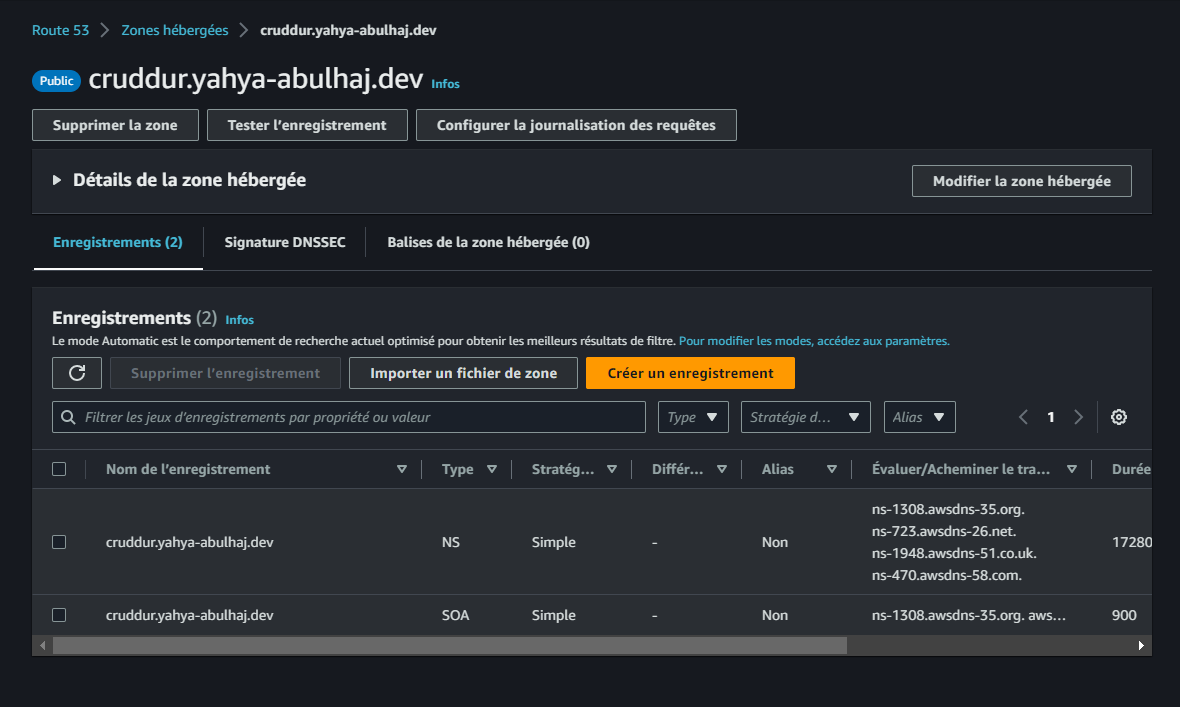 Route 53 > Zones hébergées > cruddur.yahya-abulhaj.dev
Public cruddur.yahya-abulhaj.dev Infos
Supprimer la zone Tester l'enregistrement Configurer la journalisation des requêtes
Détails de la zone hébergée Modifier la zone hébergée
Enregistrements (2) Signature DNSSEC Balises de la zone hébergée (0)
Enregistrements (2) Infos
Le mode Automatic est le comportement de recherche actuel optimisé pour obtenir les meilleurs résultats de filtre. Pour modifier les modes, accédez aux paramètres.
Supprimer l'enregistrement Importer un fichier de zone Créer un enregistrement
Filtrer les jeux d'enregistrements par propriété ou valeur Type Stratégie d... Alias 1
Nom de l'enregistrement Type Stratég... Différ... Alias Évaluer/Acheminer le tra... Durée
cruddur.yahya-abulhaj.dev NS Simple - Non ns-1308.awsdns-35.org.
ns-723.awsdns-26.net.
ns-1948.awsdns-51.co.uk.
ns-470.awsdns-58.com.
17280
cruddur.yahya-abulhaj.dev SOA Simple - Non ns-1308.awsdns-35.org. aws... 900